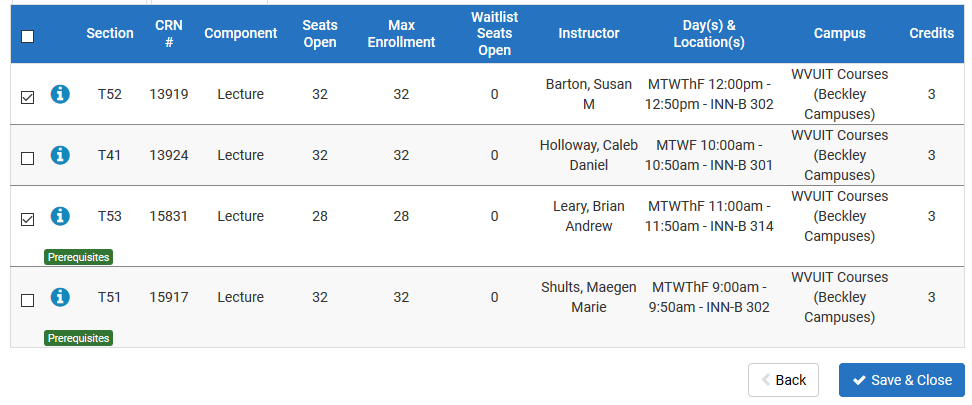 Section CRN # Component Seats Open Max Enrollment Waitlist Seats Open Instructor Day(s) & Location(s) Campus Credits
T52 13919 Lecture 32 32 0 Barton, Susan M MTWThF 12:00pm - 12:50pm - INN-B 302 WVUIT Courses (Beckley Campuses) 3
T41 13924 Lecture 32 32 0 Holloway, Caleb Daniel MTWF 10:00am - 10:50am - INN-B 301 WVUIT Courses (Beckley Campuses) 3
T53 15831 Lecture 28 28 0 Leary, Brian Andrew MTWThF 11:00am - 11:50am - INN-B 314 WVUIT Courses (Beckley Campuses) 3
Prerequisites
T51 15917 Lecture 32 32 0 Shults, Maegen Marie MTWThF 9:00am - 9:50am - INN-B 302 WVUIT Courses (Beckley Campuses) 3
Prerequisites
Back Save & Close